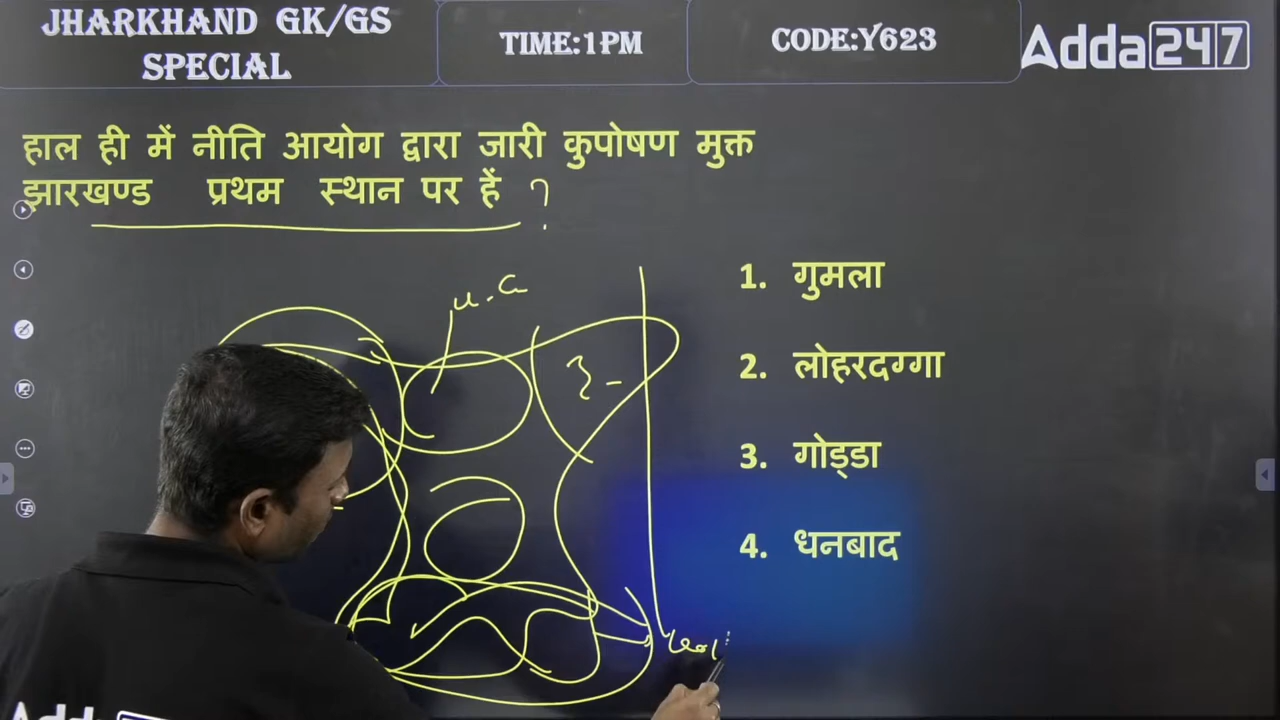 JHARKHAND GK/GS
SPECIAL
TIME:1PM
CODE:Y623
Adda247
हाल ही में नीति आयोग द्वारा जारी कुपोषण मुक्त
झारखण्ड प्रथम स्थान पर हैं ?
1. गुमला
2. लोहरदग्गा
3. गोड्डा
4. धनबाद